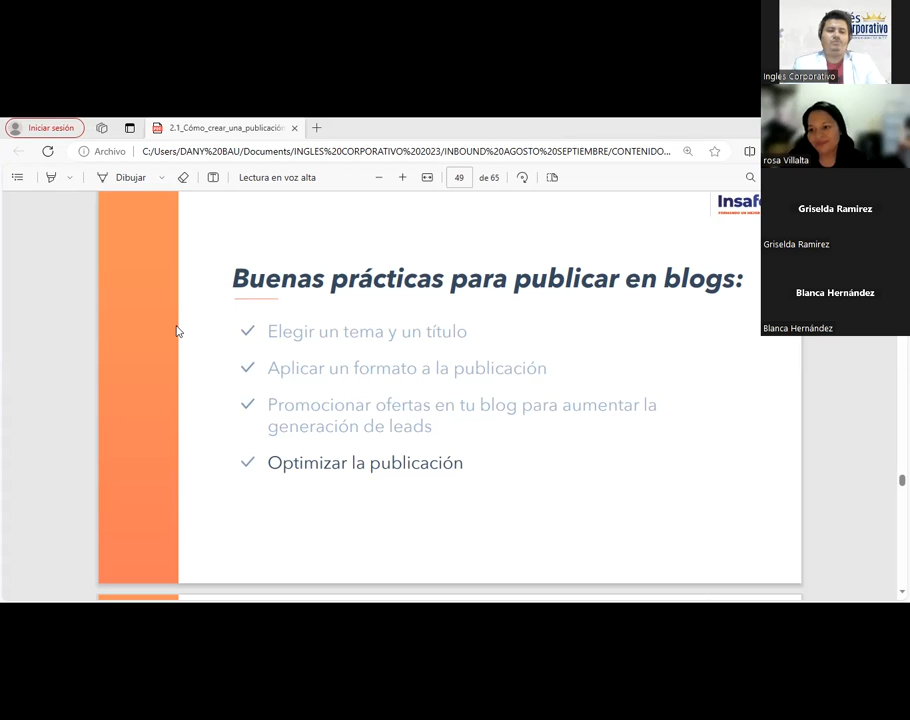 Iniciar sesión
2.1_Cómo_crear_una_publicación
Archivo
C:/Users/DANY%20BAU/Documents/INGLES%20CORPORATIVO%202023/INBOUND%20AGOSTO%20SEPTIEMBRE/CONTENIDO...
Dibujar
Lectura en voz alta
49
de 65
Buenas prácticas para publicar en blogs:
Elegir un tema y un título
Aplicar un formato a la publicación
Promocionar ofertas en tu blog para aumentar la
generación de leads
Optimizar la publicación
Ingles Corporativo
rosa Villalta
Griselda Ramirez
Griselda Ramirez
Blanca Hernández
Blanca Hernández